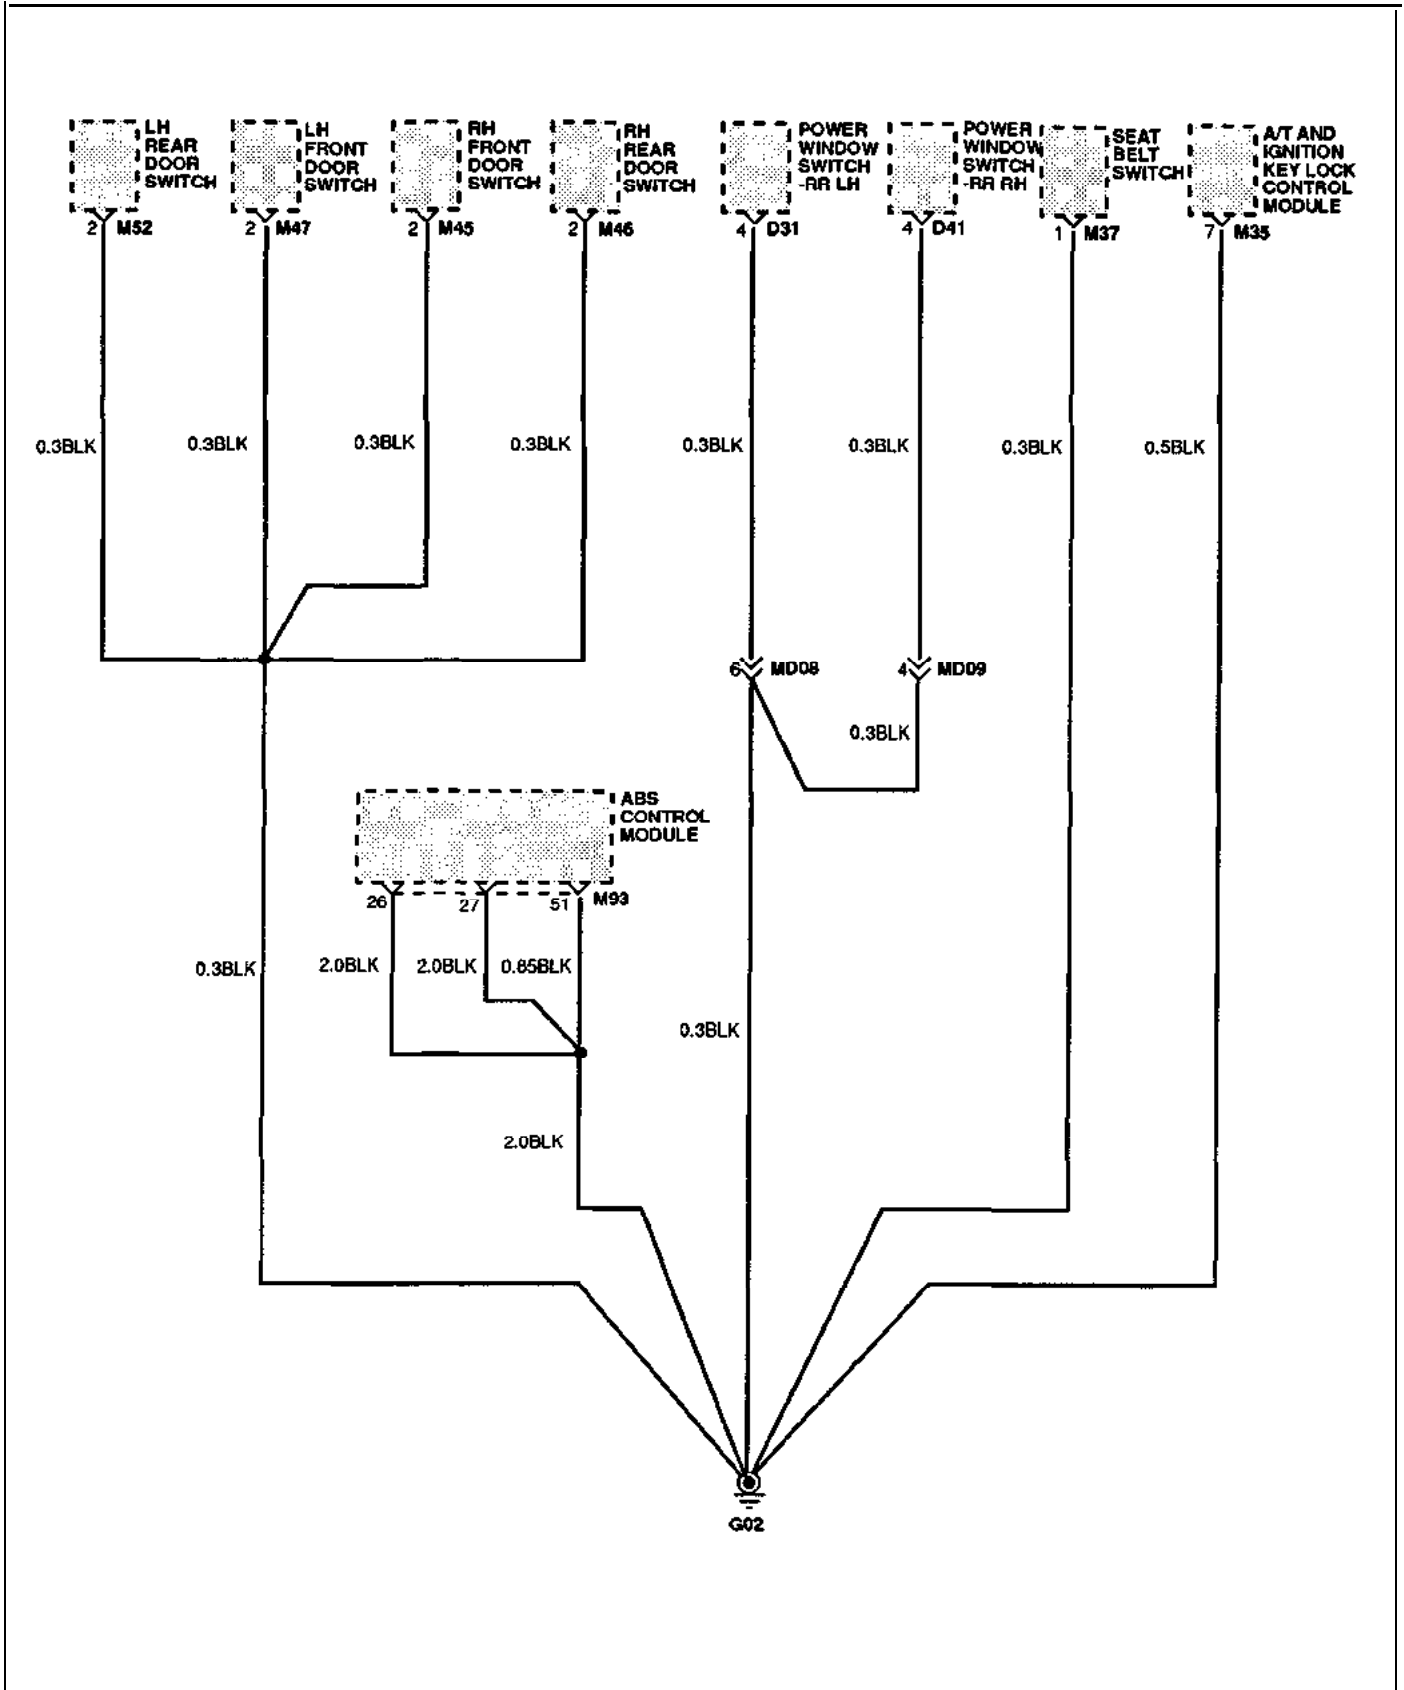 LH
REAR
DOOR
SWITCH
2 M52
LH
FRONT
DOOR
SWITCH
2 M47
RH
FRONT
DOOR
SWITCH
2 M45
RH
REAR
DOOR
SWITCH
2 M46
POWER
WINDOW
SWITCH
-RR LH
4 D31
POWER
WINDOW
SWITCH
-RR RH
4 D41
SEAT
BELT
SWITCH
1 M37
A/T AND
IGNITION
KEY LOCK
CONTROL
MODULE
7 M35
0.3BLK
0.3BLK
0.3BLK
0.3BLK
0.3BLK
0.3BLK
0.3BLK
0.5BLK
6 MD08
4 MD09
0.3BLK
ABS
CONTROL
MODULE
26
27
51 M93
0.3BLK
2.0BLK
2.0BLK
0.85BLK
0.3BLK
2.0BLK
G02